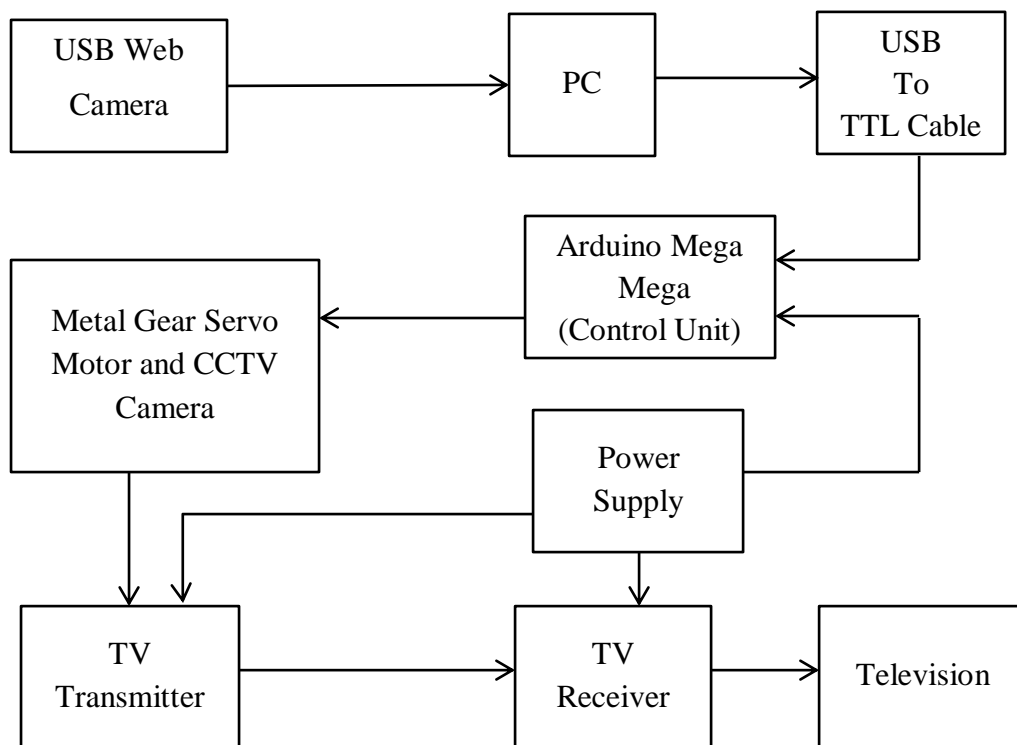 USB Web
Camera
PC
USB
To
TTL Cable
Arduino Mega
Mega
(Control Unit)
Metal Gear Servo
Motor and CCTV
Camera
Power
Supply
TV
Transmitter
TV
Receiver
Television